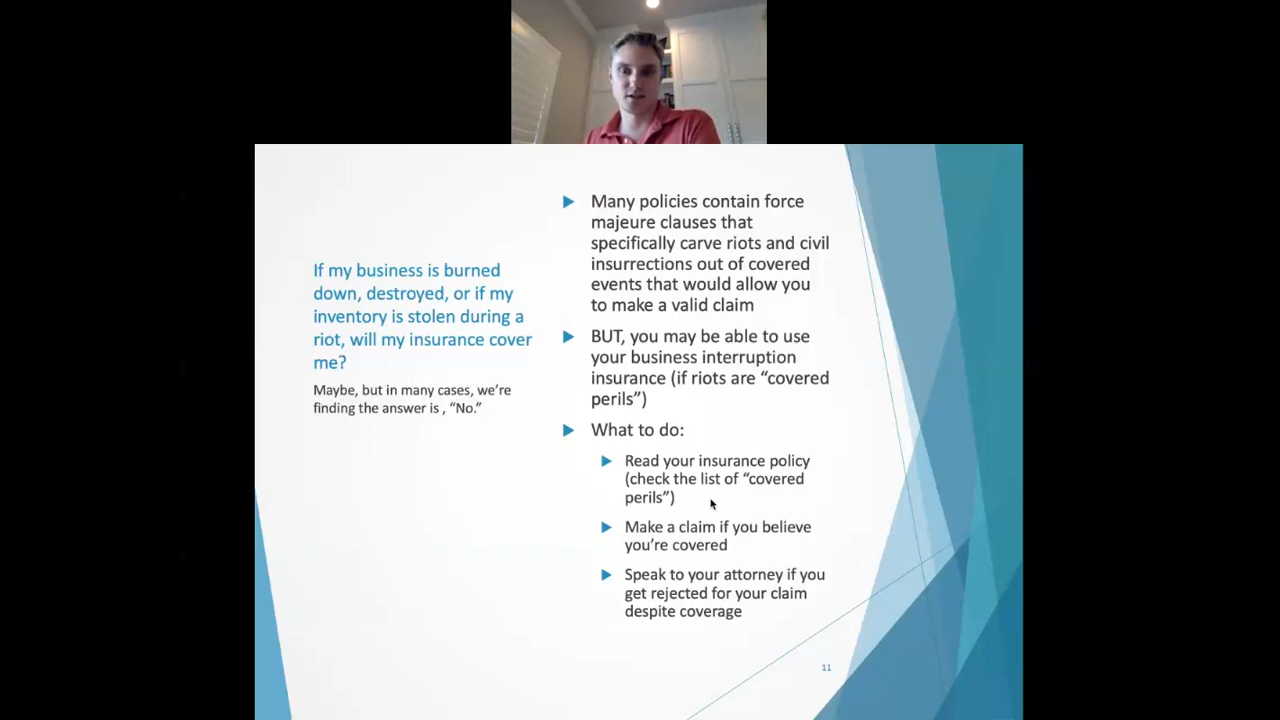 If my business is burned
down, destroyed, or if my
inventory is stolen during a
riot, will my insurance cover
me?
Maybe, but in many cases, we’re
finding the answer is , “No.”
Many policies contain force
majeure clauses that
specifically carve riots and civil
insurrections out of covered
events that would allow you
to make a valid claim
BUT, you may be able to use
your business interruption
insurance (if riots are “covered
perils”)
What to do:
Read your insurance policy
(check the list of “covered
perils”)
Make a claim if you believe
you’re covered
Speak to your attorney if you
get rejected for your claim
despite coverage
11